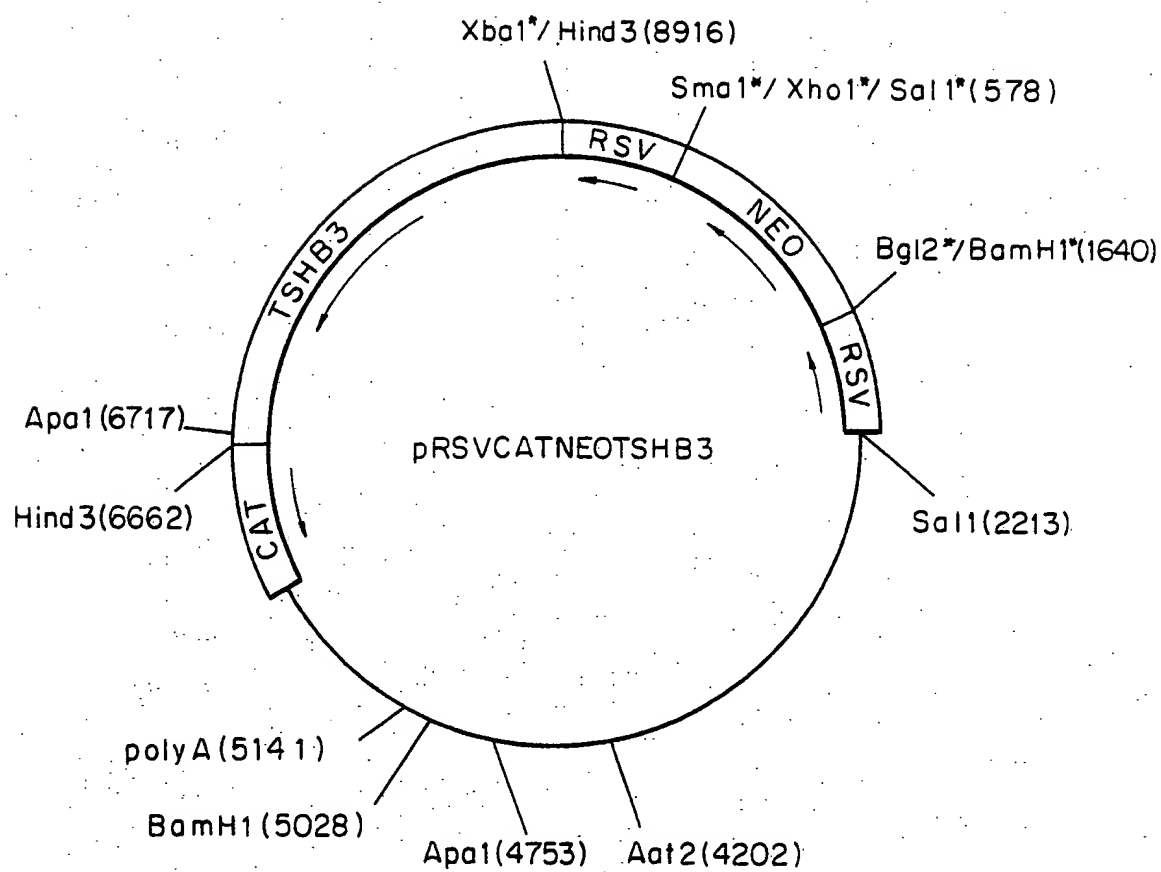 Xba1*/Hind3(8916)
Sma1*/Xho1*/Sal1*(578)
RSV
NEO
TSHB3
Bgl2*/BamH1*(1640)
RSV
Apa1(6717)
pRSVCATNEOTSHB3
Hind3(6662)
CAT
Sal1(2213)
polyA(5141)
BamH1(5028)
Apa1(4753)
Aat2(4202)